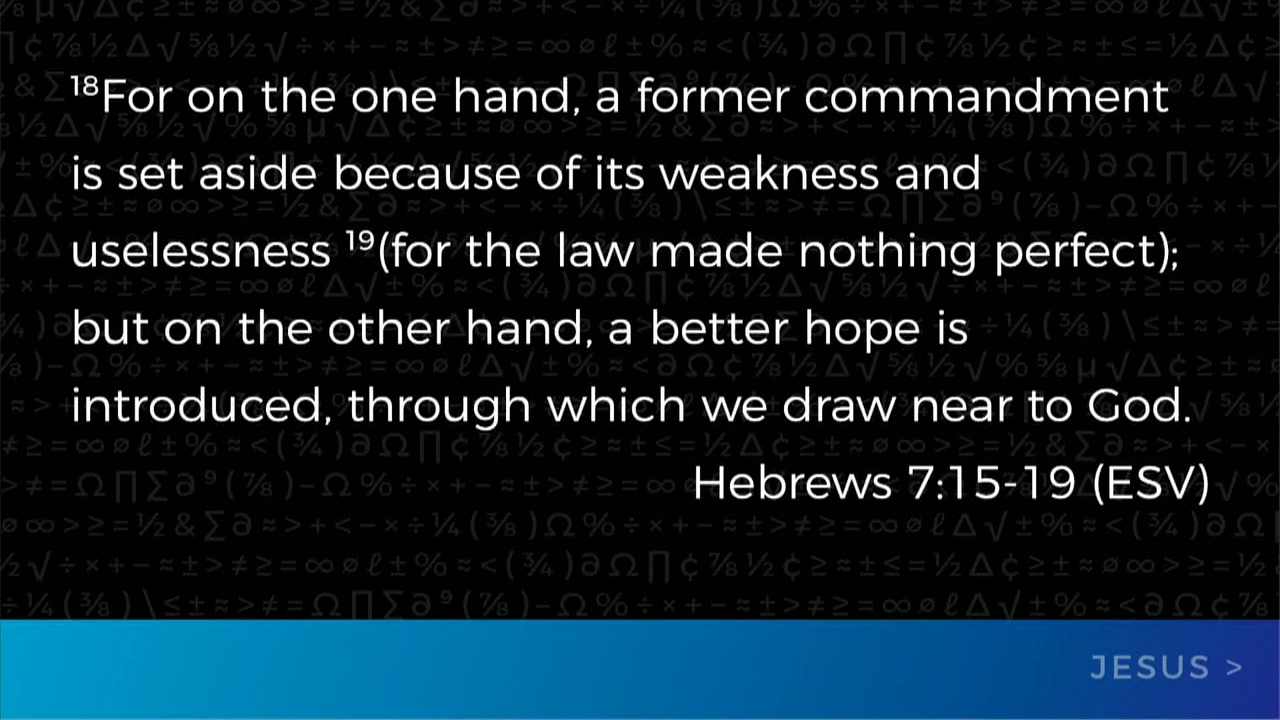 ¹⁸For on the one hand, a former commandment
is set aside because of its weakness and
uselessness ¹⁹(for the law made nothing perfect);
but on the other hand, a better hope is
introduced, through which we draw near to God.
Hebrews 7:15-19 (ESV)
JESUS >